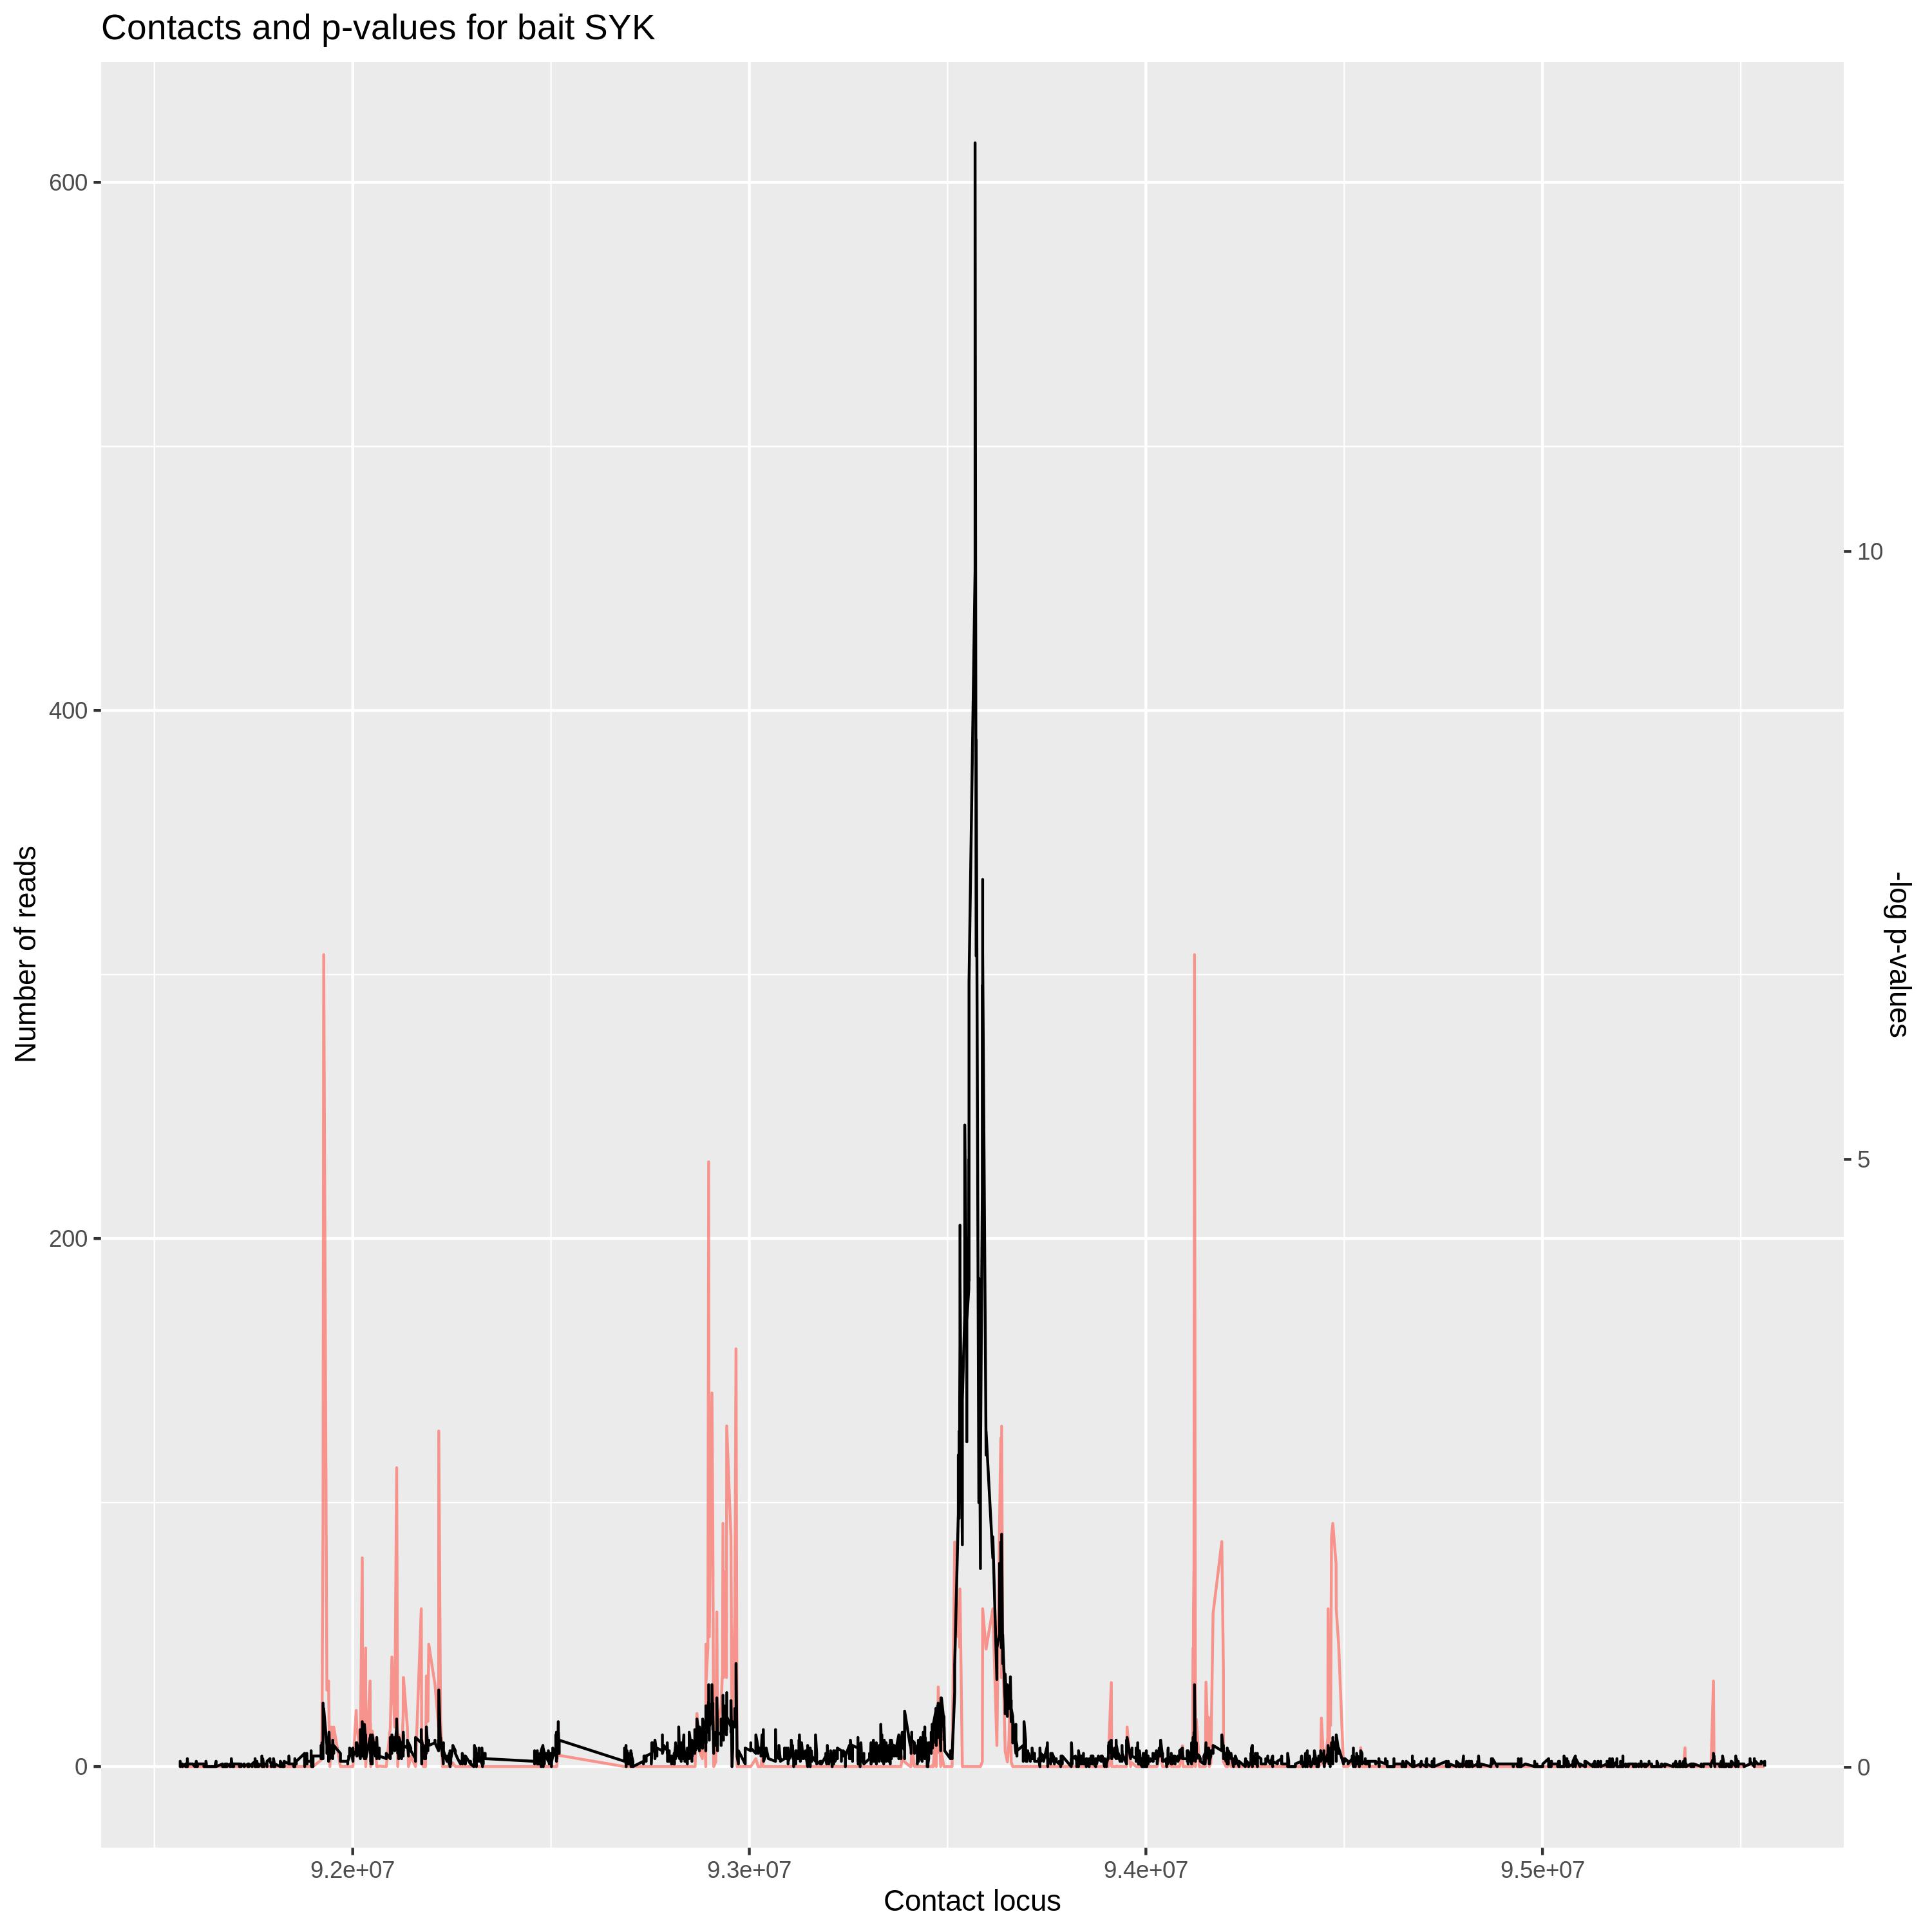 Contacts and p-values for bait SYK
600
400
200
0
Number of reads
10
5
0
-log p-values
9.2e+07
9.3e+07
9.4e+07
9.5e+07
Contact locus